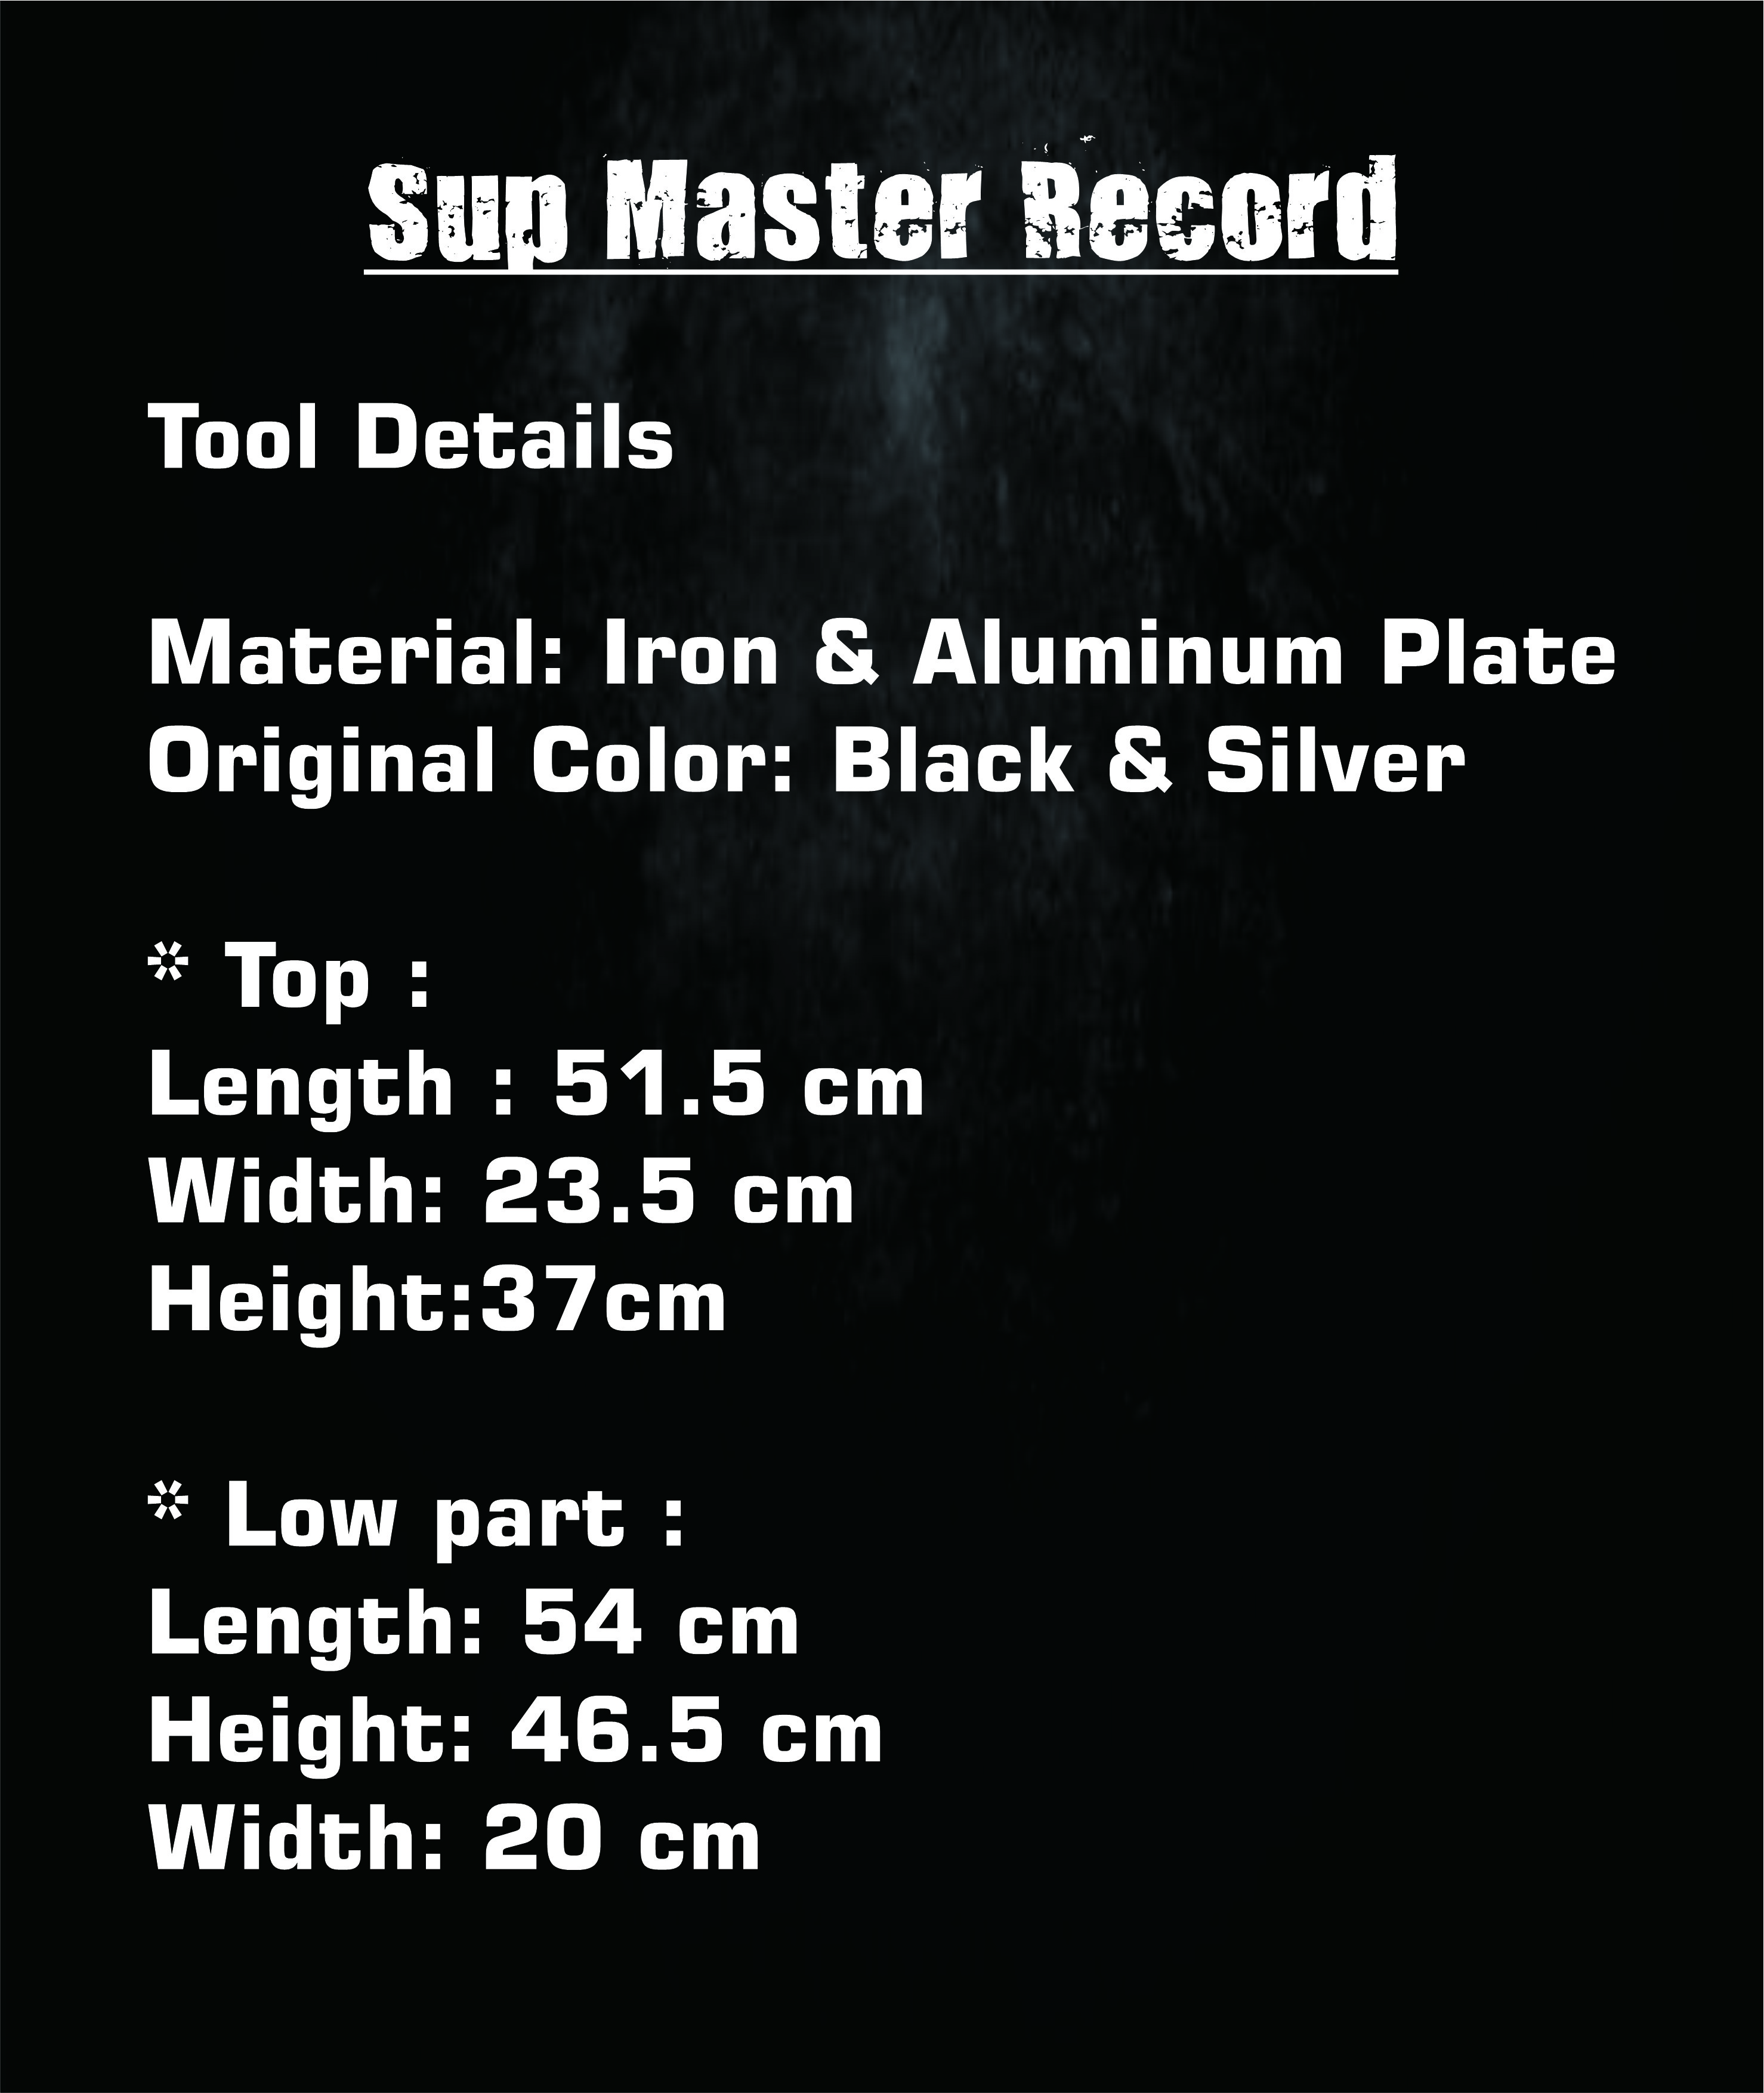 Sup Master Record
Tool Details
Material: Iron & Aluminum Plate
Original Color: Black & Silver
* Top :
Length : 51.5 cm
Width: 23.5 cm
Height:37cm
* Low part :
Length: 54 cm
Height: 46.5 cm
Width: 20 cm